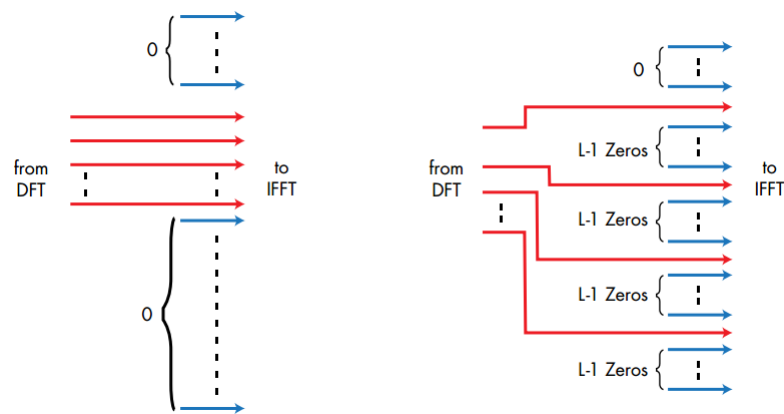 0
from
DFT
to
IFFT
0
0
L-1 Zeros
from
DFT
to
IFFT
L-1 Zeros
L-1 Zeros
L-1 Zeros